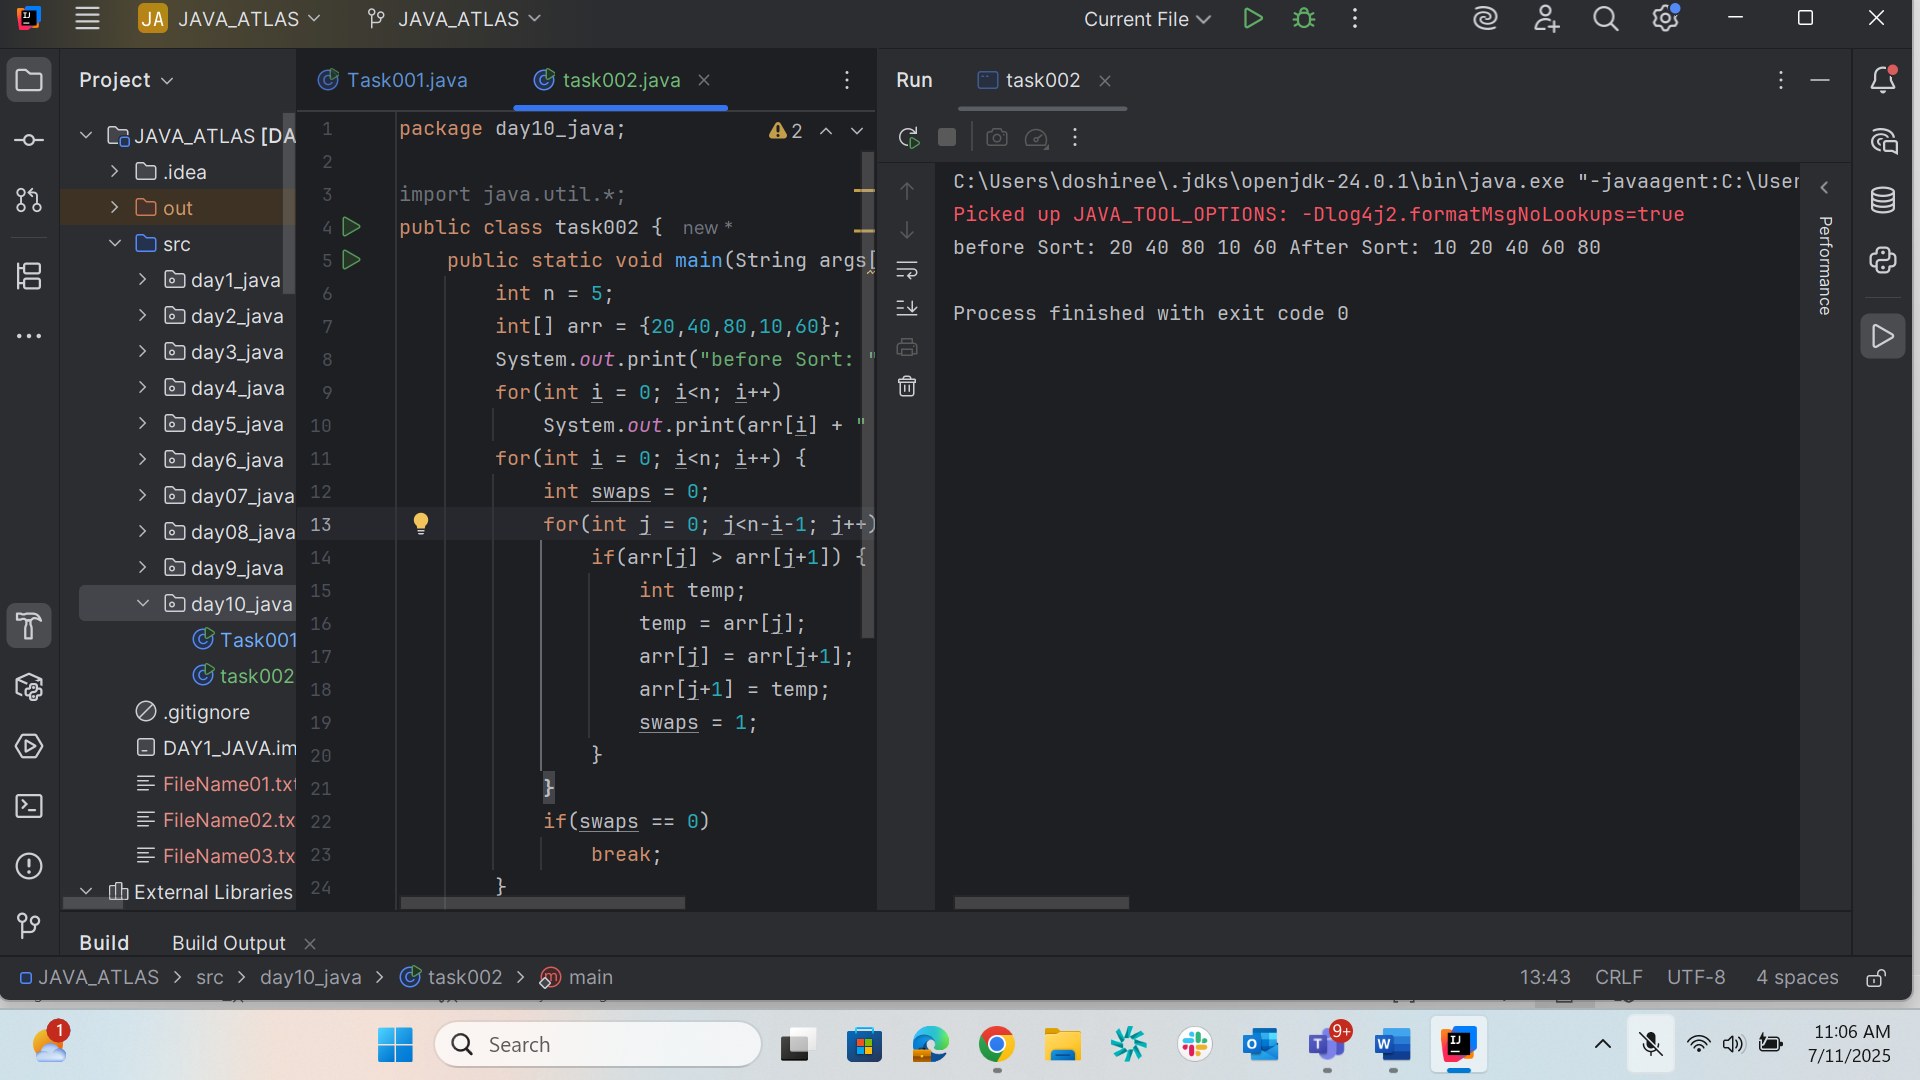 JA JAVA_ATLAS JAVA_ATLAS Current File
Project
JAVA_ATLAS [DA
.idea
out
src
day1_java
day2_java
day3_java
day4_java
day5_java
day6_java
day07_java
day08_java
day9_java
day10_java
Task001
task002
.gitignore
DAY1_JAVA.im
FileName01.txt
FileName02.tx
FileName03.tx
External Libraries
Task001.java task002.java
2
1 package day10_java;
2
3 import java.util.*;
4 public class task002 { new *
5 public static void main(String args[
6 int n = 5;
7 int[] arr = {20,40,80,10,60};
8 System.out.print("before Sort: "
9 for(int i = 0; i<n; i++)
10 System.out.print(arr[i] + "
11 for(int i = 0; i<n; i++) {
12 int swaps = 0;
13 for(int j = 0; j<n-i-1; j++)
14 if(arr[j] > arr[j+1]) {
15 int temp;
16 temp = arr[j];
17 arr[j] = arr[j+1];
18 arr[j+1] = temp;
19 swaps = 1;
20 }
21 }
22 if(swaps == 0)
23 break;
24 }
Run task002
C:\Users\doshiree\.jdks\openjdk-24.0.1\bin\java.exe "-javaagent:C:\User
Picked up JAVA_TOOL_OPTIONS: -Dlog4j2.formatMsgNoLookups=true
before Sort: 20 40 80 10 60 After Sort: 10 20 40 60 80
Process finished with exit code 0
Performance
Build Build Output
JAVA_ATLAS > src > day10_java > task002 > main
13:43 CRLF UTF-8 4 spaces
1
Search
9+
11:06 AM
7/11/2025